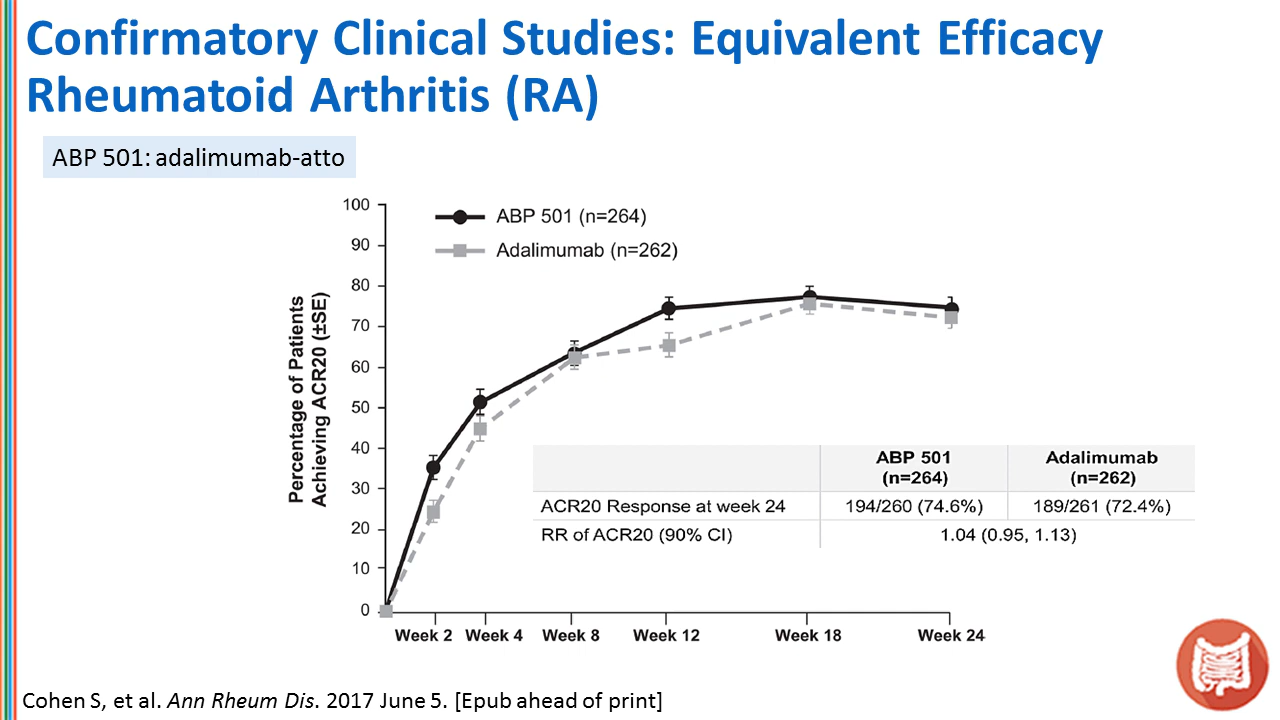 Confirmatory Clinical Studies: Equivalent Efficacy
Rheumatoid Arthritis (RA)
ABP 501: adalimumab-atto
Percentage of Patients
Achieving ACR20 (±SE)
100
90
80
70
60
50
40
30
20
10
0
ABP 501 (n=264)
Adalimumab (n=262)
ABP 501 Adalimumab
(n=264) (n=262)
ACR20 Response at week 24 194/260 (74.6%) 189/261 (72.4%)
RR of ACR20 (90% CI) 1.04 (0.95, 1.13)
Week 2 Week 4 Week 8 Week 12 Week 18 Week 24
Cohen S, et al. Ann Rheum Dis. 2017 June 5. [Epub ahead of print]